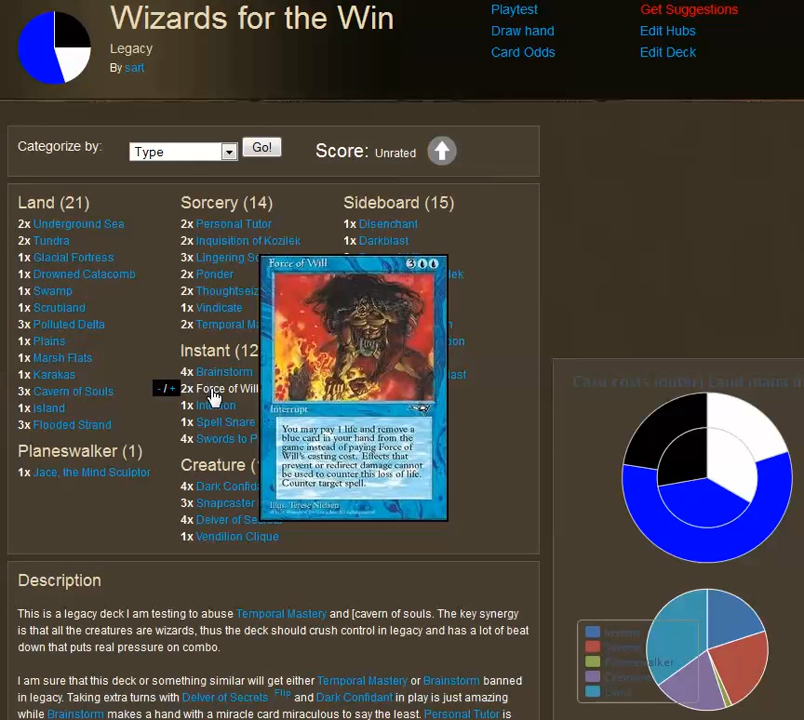 Wizards for the Win
Legacy
By sart
Playtest
Get Suggestions
Draw hand
Edit Hubs
Card Odds
Edit Deck
Categorize by:
Type
Go!
Score: Unrated
Land (21)
2x Underground Sea
2x Tundra
1x Glacial Fortress
1x Drowned Catacomb
1x Swamp
1x Scrubland
3x Polluted Delta
1x Plains
1x Marsh Flats
1x Karakas
3x Cavern of Souls
1x Island
3x Flooded Strand
Planeswalker (1)
1x Jace, the Mind Sculptor
Sorcery (14)
2x Personal Tutor
2x Inquisition of Kozilek
3x Lingering So
2x Ponder
2x Thoughtseiz
1x Vindicate
2x Temporal Ma
Instant (12
4x Brainstorm
- / +
2x Force of Will
1x
1x Spell Snare
4x Swords to P
Creature (
4x Dark Confid
3x Snapcaster
4x Delver of Se
1x Vendilion Clique
Sideboard (15)
1x Disenchant
1x Darkblast
Force of Will
3
Interrupt
You may pay 1 life and remove a
blue card in your hand from the
game instead of paying Force of
Will's casting cost. Effects that
prevent or redirect damage cannot
be used to counter this loss of life.
Counter target spell.
Illus. Terese Nielsen
Description
This is a legacy deck I am testing to abuse Temporal Mastery and [cavern of souls. The key synergy
is that all the creatures are wizards, thus the deck should crush control in legacy and has a lot of beat
down that puts real pressure on combo.
I am sure that this deck or something similar will get either Temporal Mastery or Brainstorm banned
in legacy. Taking extra turns with Delver of Secrets Flip and Dark Confidant in play is just amazing
while Brainstorm makes a hand with a miracle card miraculous to say the least. Personal Tutor is
Instant
Planeswalker
Land